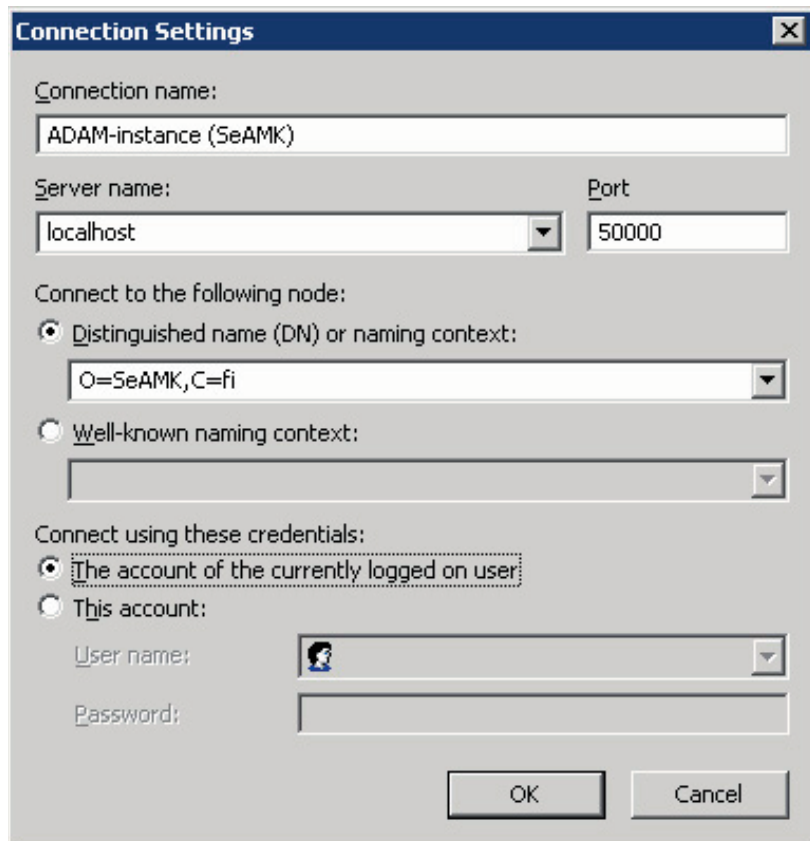 Connection Settings
Connection name:
ADAM-instance (SeAMK)
Server name: Port
localhost 50000
Connect to the following node:
Distinguished name (DN) or naming context:
O=SeAMK,C=fi
Well-known naming context:
Connect using these credentials:
The account of the currently logged on user
This account:
User name:
Password:
OK Cancel